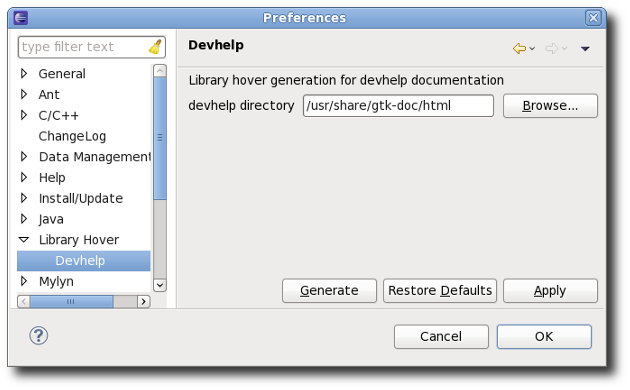 Preferences
type filter text
General
Ant
C/C++
ChangeLog
Data Management
Help
Install/Update
Java
Library Hover
Devhelp
Mylyn
Devhelp
Library hover generation for devhelp documentation
devhelp directory /usr/share/gtk-doc/html Browse...
Generate Restore Defaults Apply
? Cancel OK